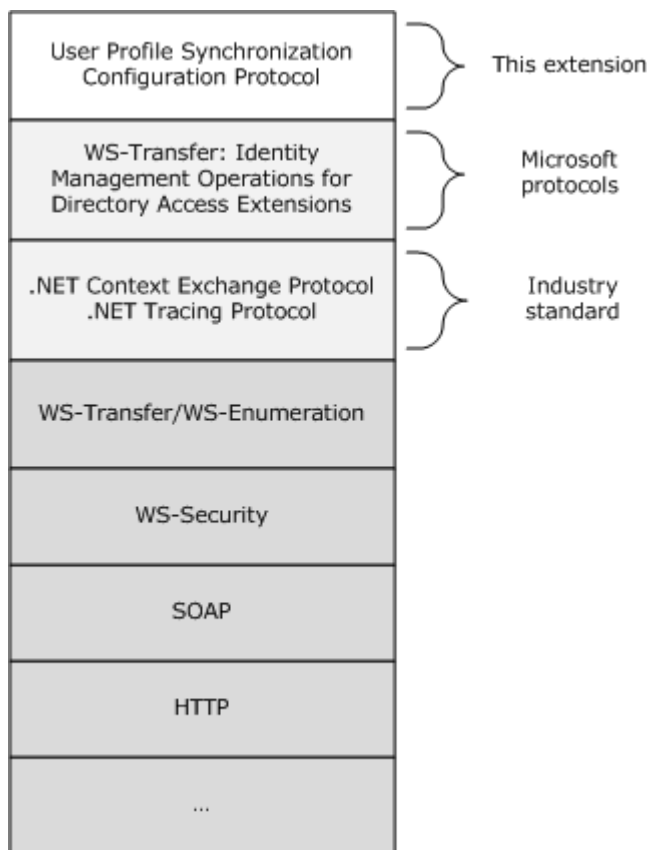 User Profile Synchronization
Configuration Protocol
This extension
WS-Transfer: Identity
Management Operations for
Directory Access Extensions
Microsoft
protocols
.NET Context Exchange Protocol
.NET Tracing Protocol
Industry
standard
WS-Transfer/WS-Enumeration
WS-Security
SOAP
HTTP
...